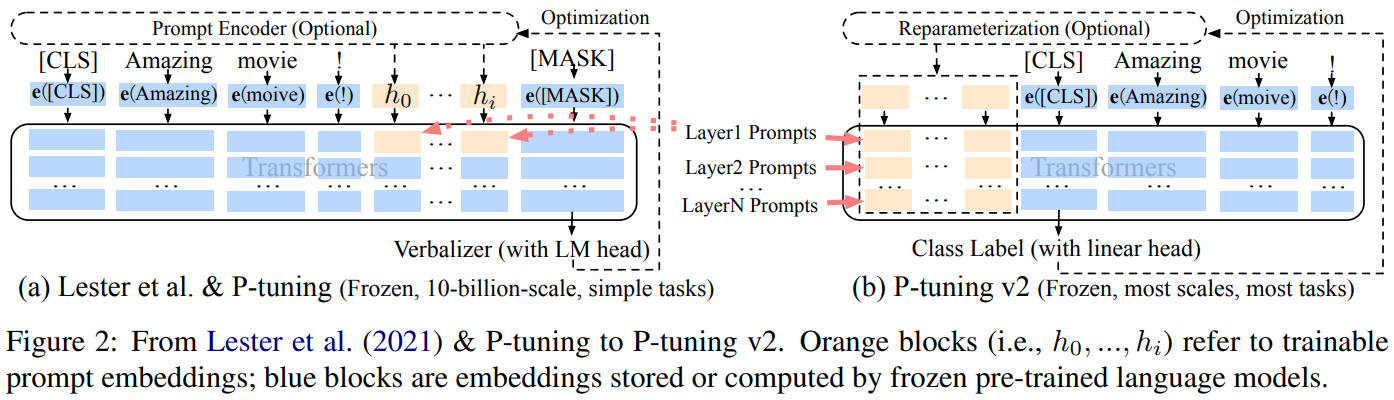 Prompt Encoder (Optional)
Optimization
[CLS] Amazing movie ! [MASK]
e([CLS]) e(Amazing) e(moive) e(!) h0 ... hi e([MASK])
Transformers
...
Verbalizer (with LM head)
(a) Lester et al. & P-tuning (Frozen, 10-billion-scale, simple tasks)
Layer1 Prompts
Layer2 Prompts
...
LayerN Prompts
Reparameterization (Optional)
Optimization
[CLS] Amazing movie !
... e([CLS]) e(Amazing) e(moive) e(!)
Transformers
...
Class Label (with linear head)
(b) P-tuning v2 (Frozen, most scales, most tasks)
Figure 2: From Lester et al. (2021) & P-tuning to P-tuning v2. Orange blocks (i.e., h0, ..., hi) refer to trainable
prompt embeddings; blue blocks are embeddings stored or computed by frozen pre-trained language models.